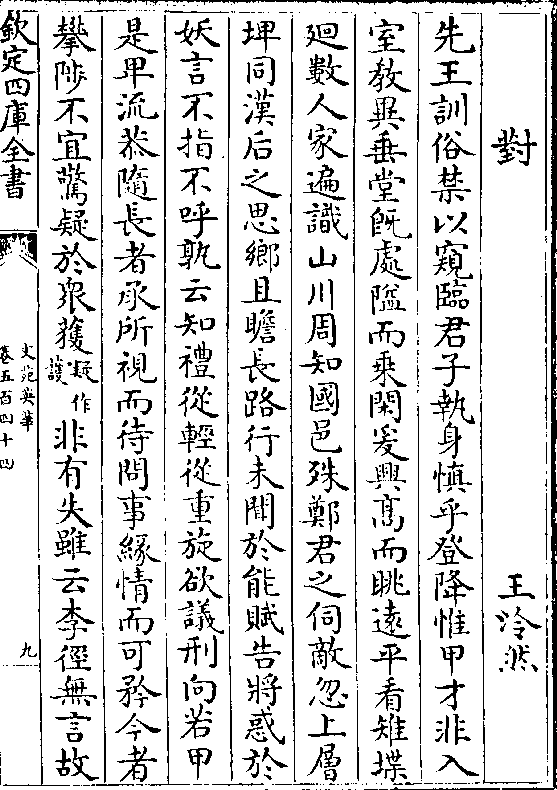 對　王泠然
先王訓俗禁以窺臨君子執身慎乎登降惟甲才非入
室教異垂堂旣處隘而乘閑爰興髙而眺逺平看雉堞
廻數人家遍識山川周知國邑殊鄭君之伺敵忽上層
埤同漢后之思鄉且瞻長路行未聞於能賦告將惑於
妖言不指不呼孰云知禮從輕從重旋欲議刑向若甲
是卑流恭隨長者承所視而待問事緣情而可矜今者
攀陟不宜驚疑於衆獲疑作護非有失雖云李徑無言故
欽定四庫全書
文苑英華
卷五百四十四
九